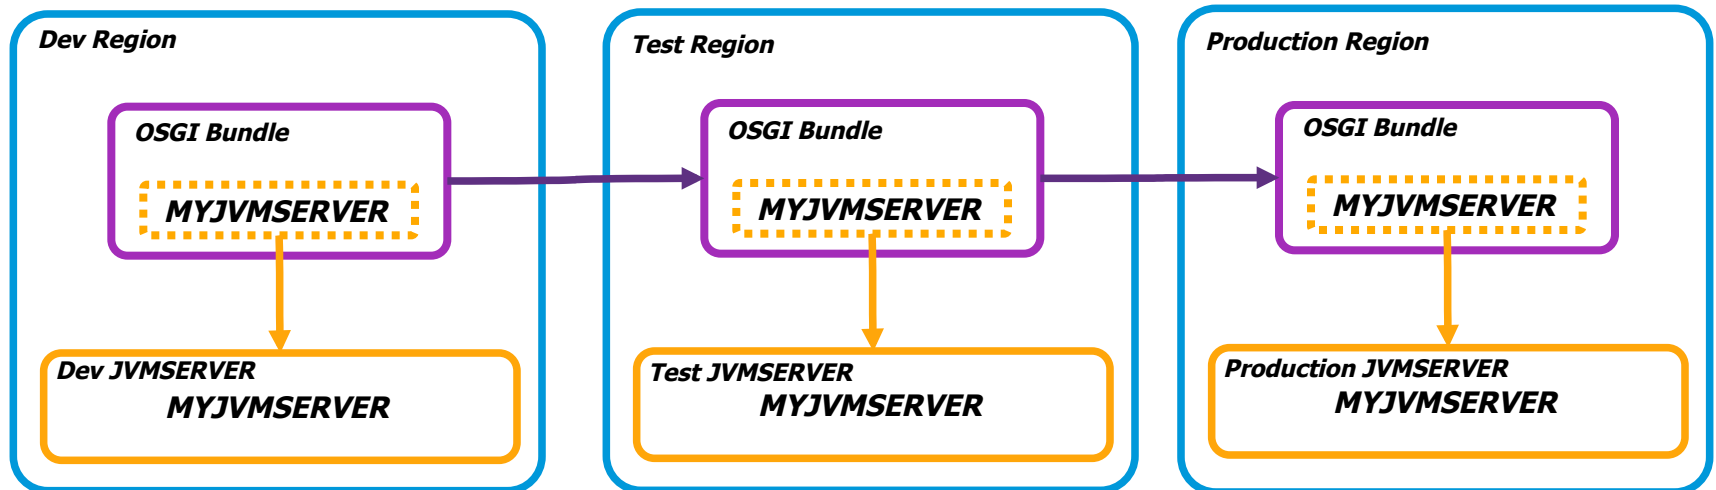 Dev Region
OSGI Bundle
MYJVMSERVER
Dev JVMSERVER
MYJVMSERVER
Test Region
OSGI Bundle
MYJVMSERVER
Test JVMSERVER
MYJVMSERVER
Production Region
OSGI Bundle
MYJVMSERVER
Production JVMSERVER
MYJVMSERVER